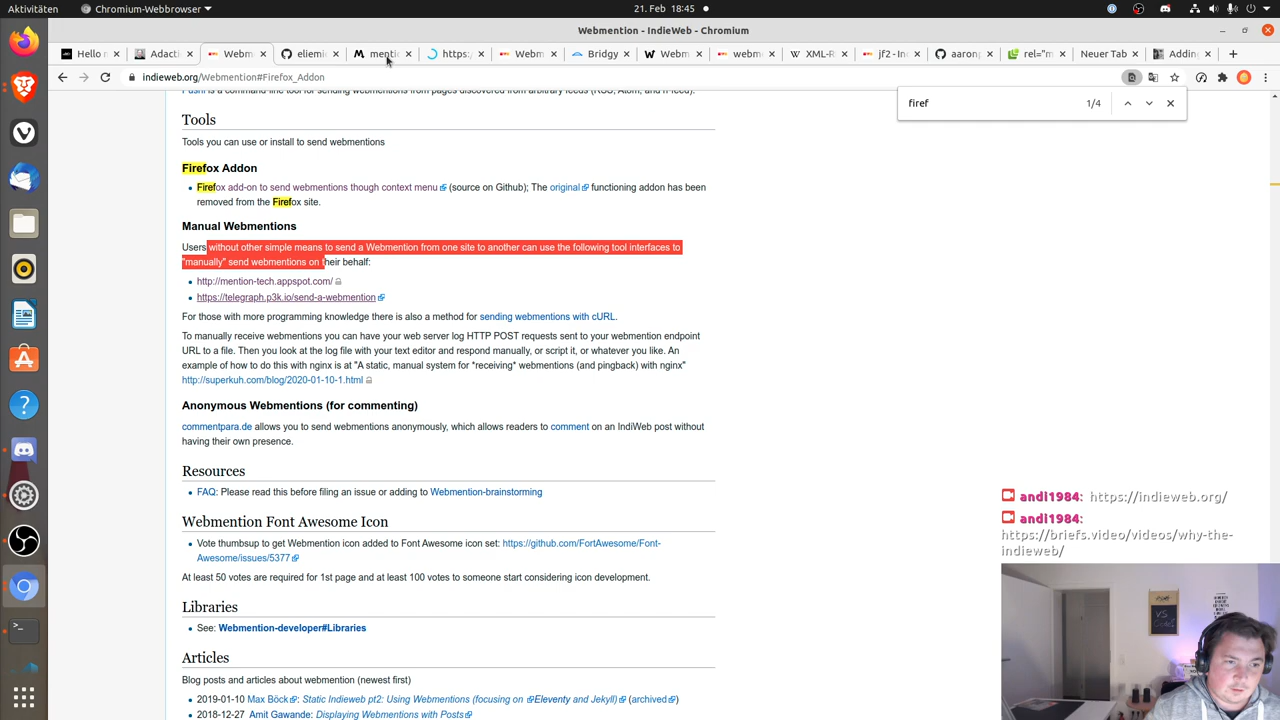 Aktivitäten
Chromium
21. Feb 18:45
Webmention - IndieWeb - Chromium
Hello n
Adactio
Webm
eliemic
mentio
https:/
Webm
Bridgy
Webm
webm
XML-R
jf2 - In
aaronp
rel="m
Neuer Tab
Adding
indieweb.org/Webmention#Firefox_Addon
firef
1/4
Tools
Tools you can use or install to send webmentions
Firefox Addon
Firefox add-on to send webmentions though context menu (source on Github); The original functioning addon has been
removed from the Firefox site.
Manual Webmentions
Users without other simple means to send a Webmention from one site to another can use the following tool interfaces to
"manually" send webmentions on their behalf:
http://mention-tech.appspot.com/
https://telegraph.p3k.io/send-a-webmention
For those with more programming knowledge there is also a method for sending webmentions with cURL.
To manually receive webmentions you can have your web server log HTTP POST requests sent to your webmention endpoint
URL to a file. Then you look at the log file with your text editor and respond manually, or script it, or whatever you like. An
example of how to do this with nginx is at "A static, manual system for *receiving* webmentions (and pingback) with nginx"
http://superkuh.com/blog/2020-01-10-1.html
Anonymous Webmentions (for commenting)
commentpara.de allows you to send webmentions anonymously, which allows readers to comment on an IndiWeb post without
having their own presence.
Resources
FAQ: Please read this before filing an issue or adding to Webmention-brainstorming
Webmention Font Awesome Icon
Vote thumbsup to get Webmention icon added to Font Awesome icon set: https://github.com/FortAwesome/Font-
Awesome/issues/5377
At least 50 votes are required for 1st page and at least 100 votes to someone start considering icon development.
Libraries
See: Webmention-developer#Libraries
Articles
Blog posts and articles about webmention (newest first)
2019-01-10 Max Böck: Static Indieweb pt2: Using Webmentions (focusing on Eleventy and Jekyll) (archived)
2018-12-27 Amit Gawande: Displaying Webmentions with Posts
andi1984: https://indieweb.org/
andi1984:
https://briefs.video/videos/why-the-
indieweb/